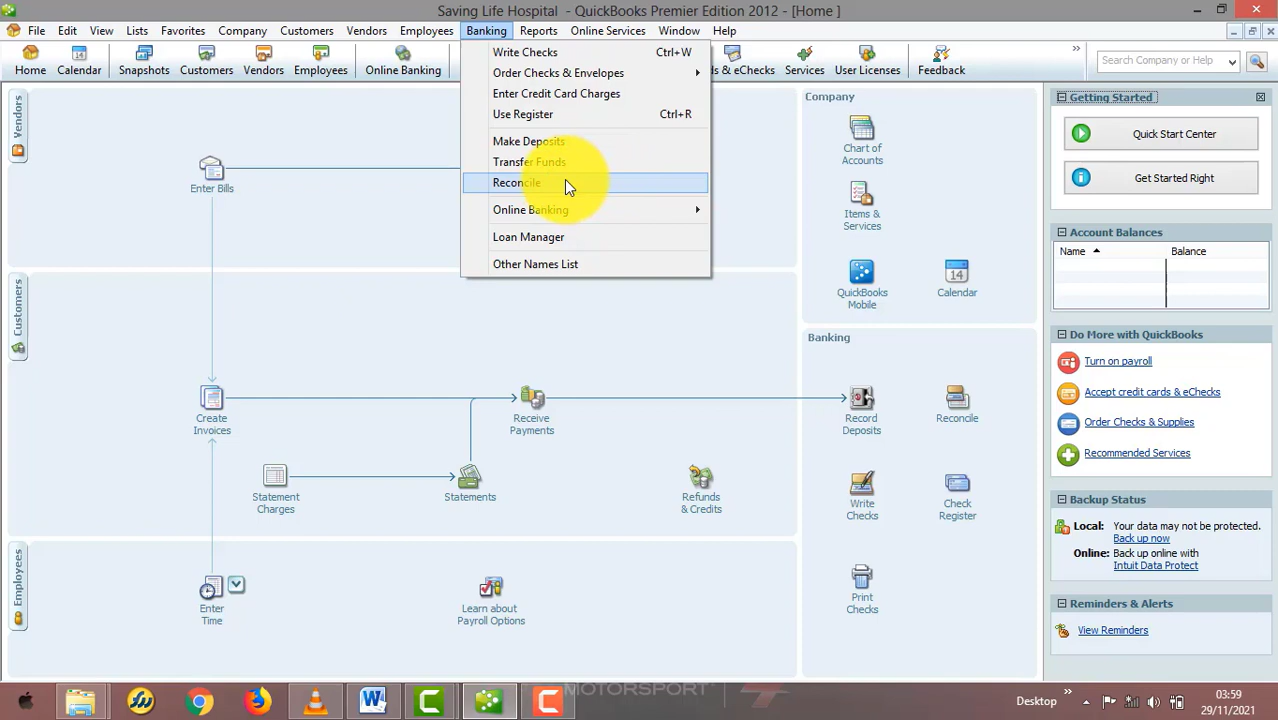 Saving Life Hospital - QuickBooks Premier Edition 2012 - [Home ]
File Edit View Lists Favorites Company Customers Vendors Employees Banking Reports Online Services Window Help
Home Calendar Snapshots Customers Vendors Employees Online Banking s & eChecks Services User Licenses Feedback
Search Company or Help
Write Checks Ctrl+W
Order Checks & Envelopes
Enter Credit Card Charges
Use Register Ctrl+R
Make Deposits
Transfer Funds
Reconcile
Online Banking
Loan Manager
Other Names List
Vendors
Enter Bills
Customers
Create
Invoices
Receive
Payments
Statement
Charges
Statements
Refunds
& Credits
Employees
Enter
Time
Learn about
Payroll Options
Company
Chart of
Accounts
Items &
Services
QuickBooks
Mobile
Calendar
14
Banking
Record
Deposits
Reconcile
Write
Checks
Check
Register
Print
Checks
Getting Started
Quick Start Center
Get Started Right
Account Balances
Name Balance
Do More with QuickBooks
Turn on payroll
Accept credit cards & eChecks
Order Checks & Supplies
Recommended Services
Backup Status
Local: Your data may not be protected.
Back up now
Online: Back up online with
Intuit Data Protect
Reminders & Alerts
View Reminders
MOTORSPORT
Desktop
03:59
29/11/2021